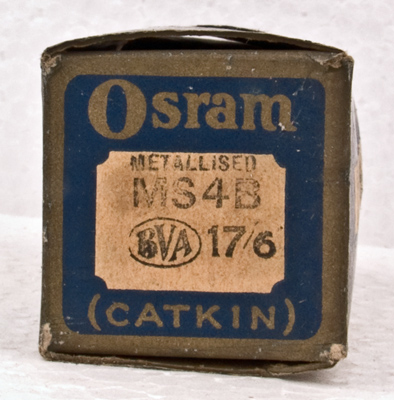 Osram
METALLISED
MS4B
BVA 17/6
(CATKIN)